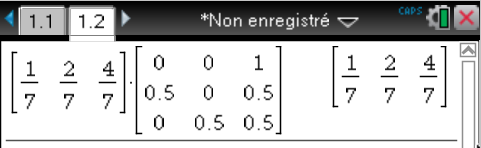 1.1 1.2 *Non enregistré CAPS
[1/7 2/7 4/7]·[0 0 1; 0.5 0 0.5; 0 0.5 0.5] [1/7 2/7 4/7]